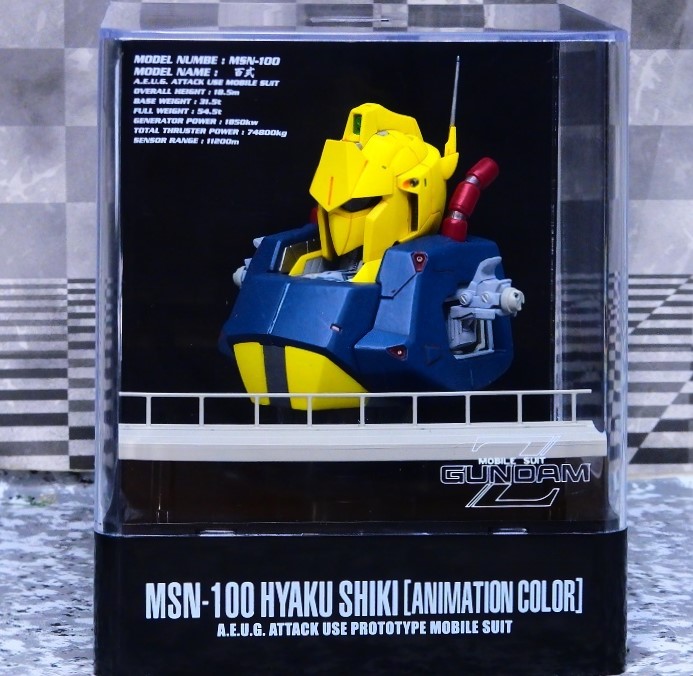 MODEL NUMBE : MSN-100
MODEL NAME : 百式
A.E.U.G. ATTACK USE MOBILE SUIT
OVERALL HEIGHT : 18.5m
BASE WEIGHT : 31.5t
FULL WEIGHT : 54.5t
GENERATOR POWER : 1850kw
TOTAL THRUSTER POWER : 74800kg
SENSOR RANGE : 11200m
MOBILE SUIT
Z
GUNDAM
MSN-100 HYAKU SHIKI [ANIMATION COLOR]
A.E.U.G. ATTACK USE PROTOTYPE MOBILE SUIT